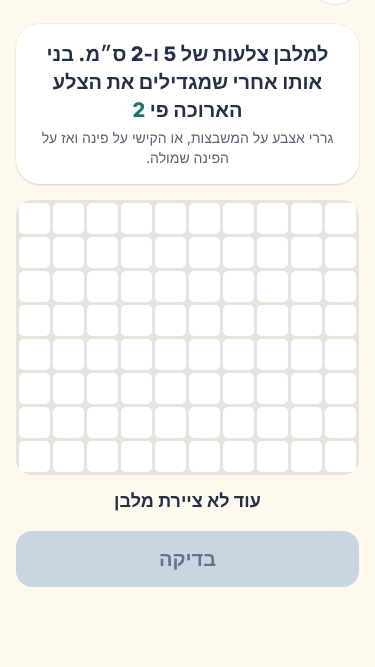 למלבן צלעות של 5 ו-2 ס״מ. בני
אותו אחרי שמגדילים את הצלע
הארוכה פי 2
גררי אצבע על המשבצות, או הקישי על פינה ואז על
הפינה שמולה.
עוד לא ציירת מלבן
בדיקה